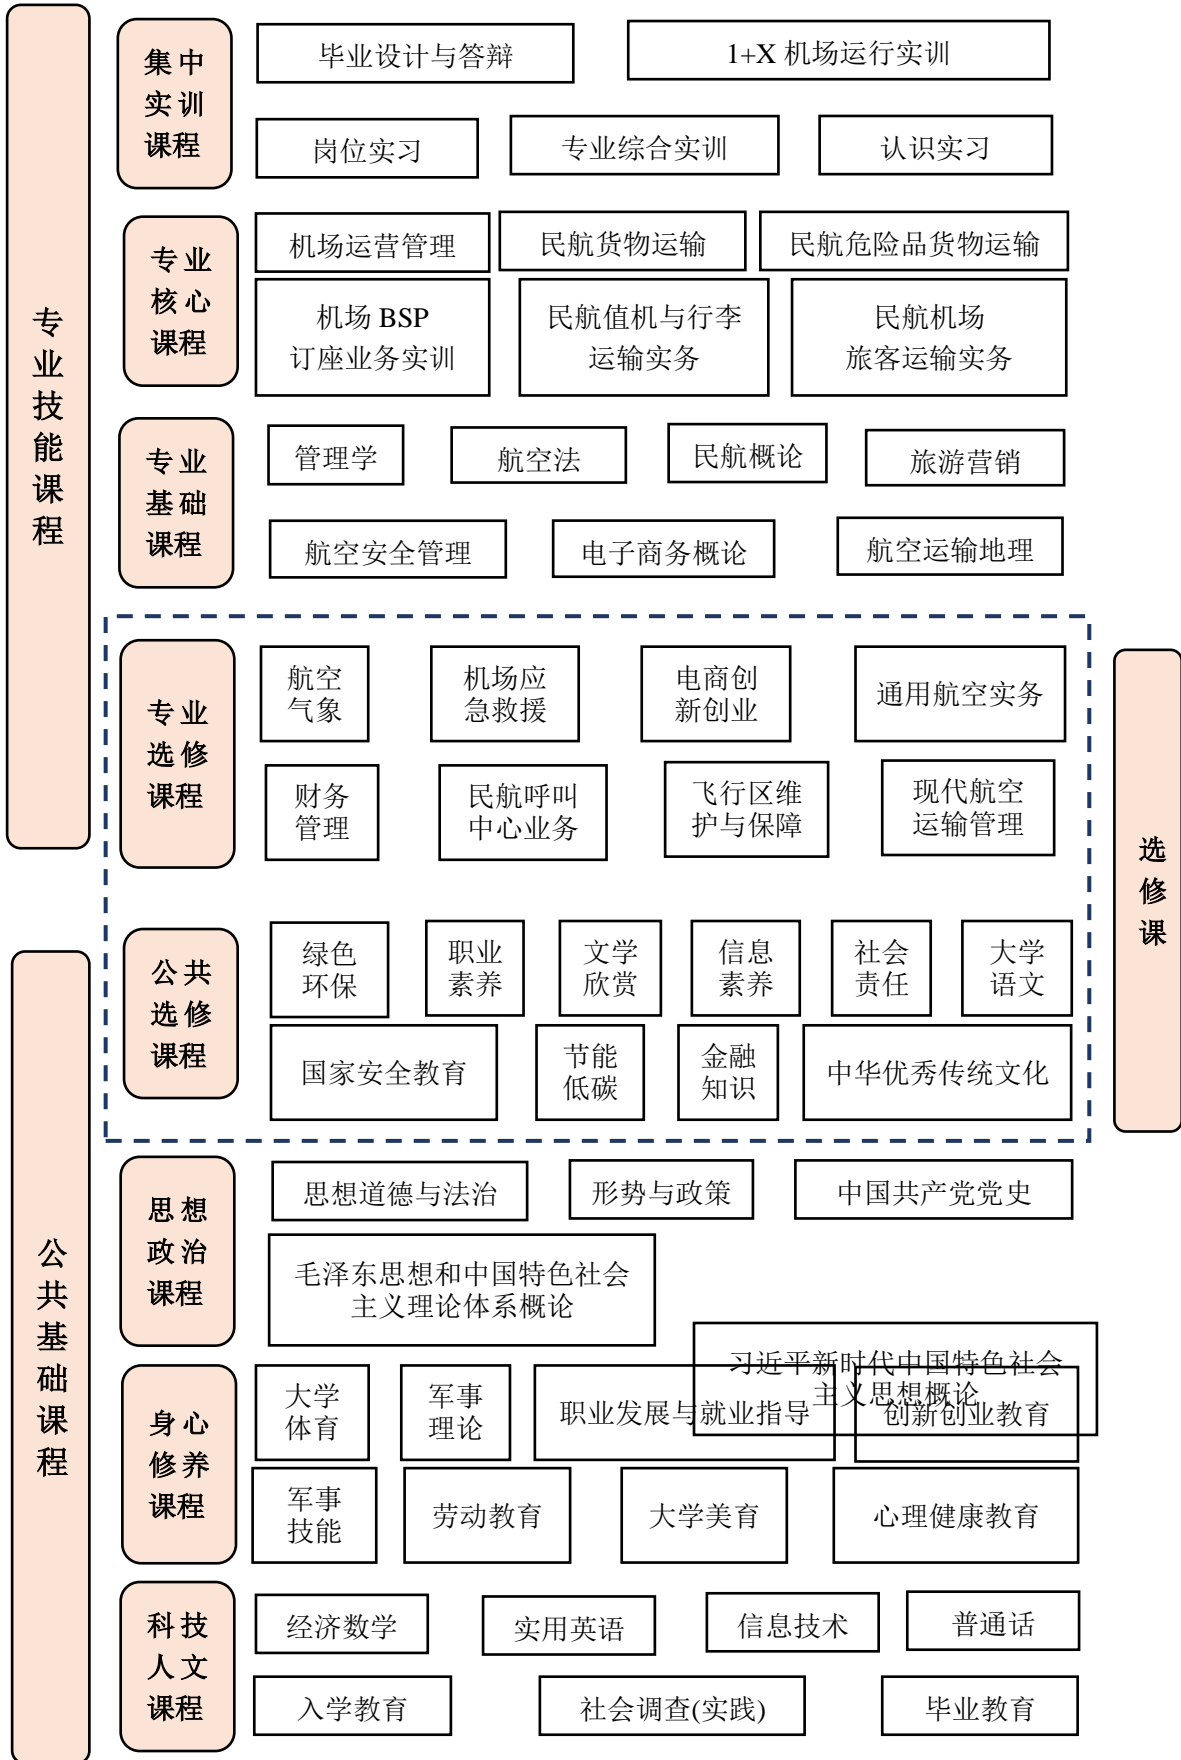 专业技能课程
集中
实训
课程
毕业设计与答辩
1+X 机场运行实训
岗位实习
专业综合实训
认识实习
专业
核心
课程
机场运营管理
民航货物运输
民航危险品货物运输
机场 BSP
订座业务实训
民航值机与行李
运输实务
民航机场
旅客运输实务
专业
基础
课程
管理学
航空法
民航概论
旅游营销
航空安全管理
电子商务概论
航空运输地理
专业
选修
课程
航空
气象
机场应
急救援
电商创
新创业
通用航空实务
财务
管理
民航呼叫
中心业务
飞行区维
护与保障
现代航空
运输管理
选修课
公共基础课程
公共
选修
课程
绿色
环保
职业
素养
文学
欣赏
信息
素养
社会
责任
大学
语文
国家安全教育
节能
低碳
金融
知识
中华优秀传统文化
思想
政治
课程
思想道德与法治
形势与政策
中国共产党党史
毛泽东思想和中国特色社会
主义理论体系概论
习近平新时代中国特色社会
主义思想概论
身心
修养
课程
大学
体育
军事
理论
职业发展与就业指导
创新创业教育
军事
技能
劳动教育
大学美育
心理健康教育
科技
人文
课程
经济数学
实用英语
信息技术
普通话
入学教育
社会调查(实践)
毕业教育